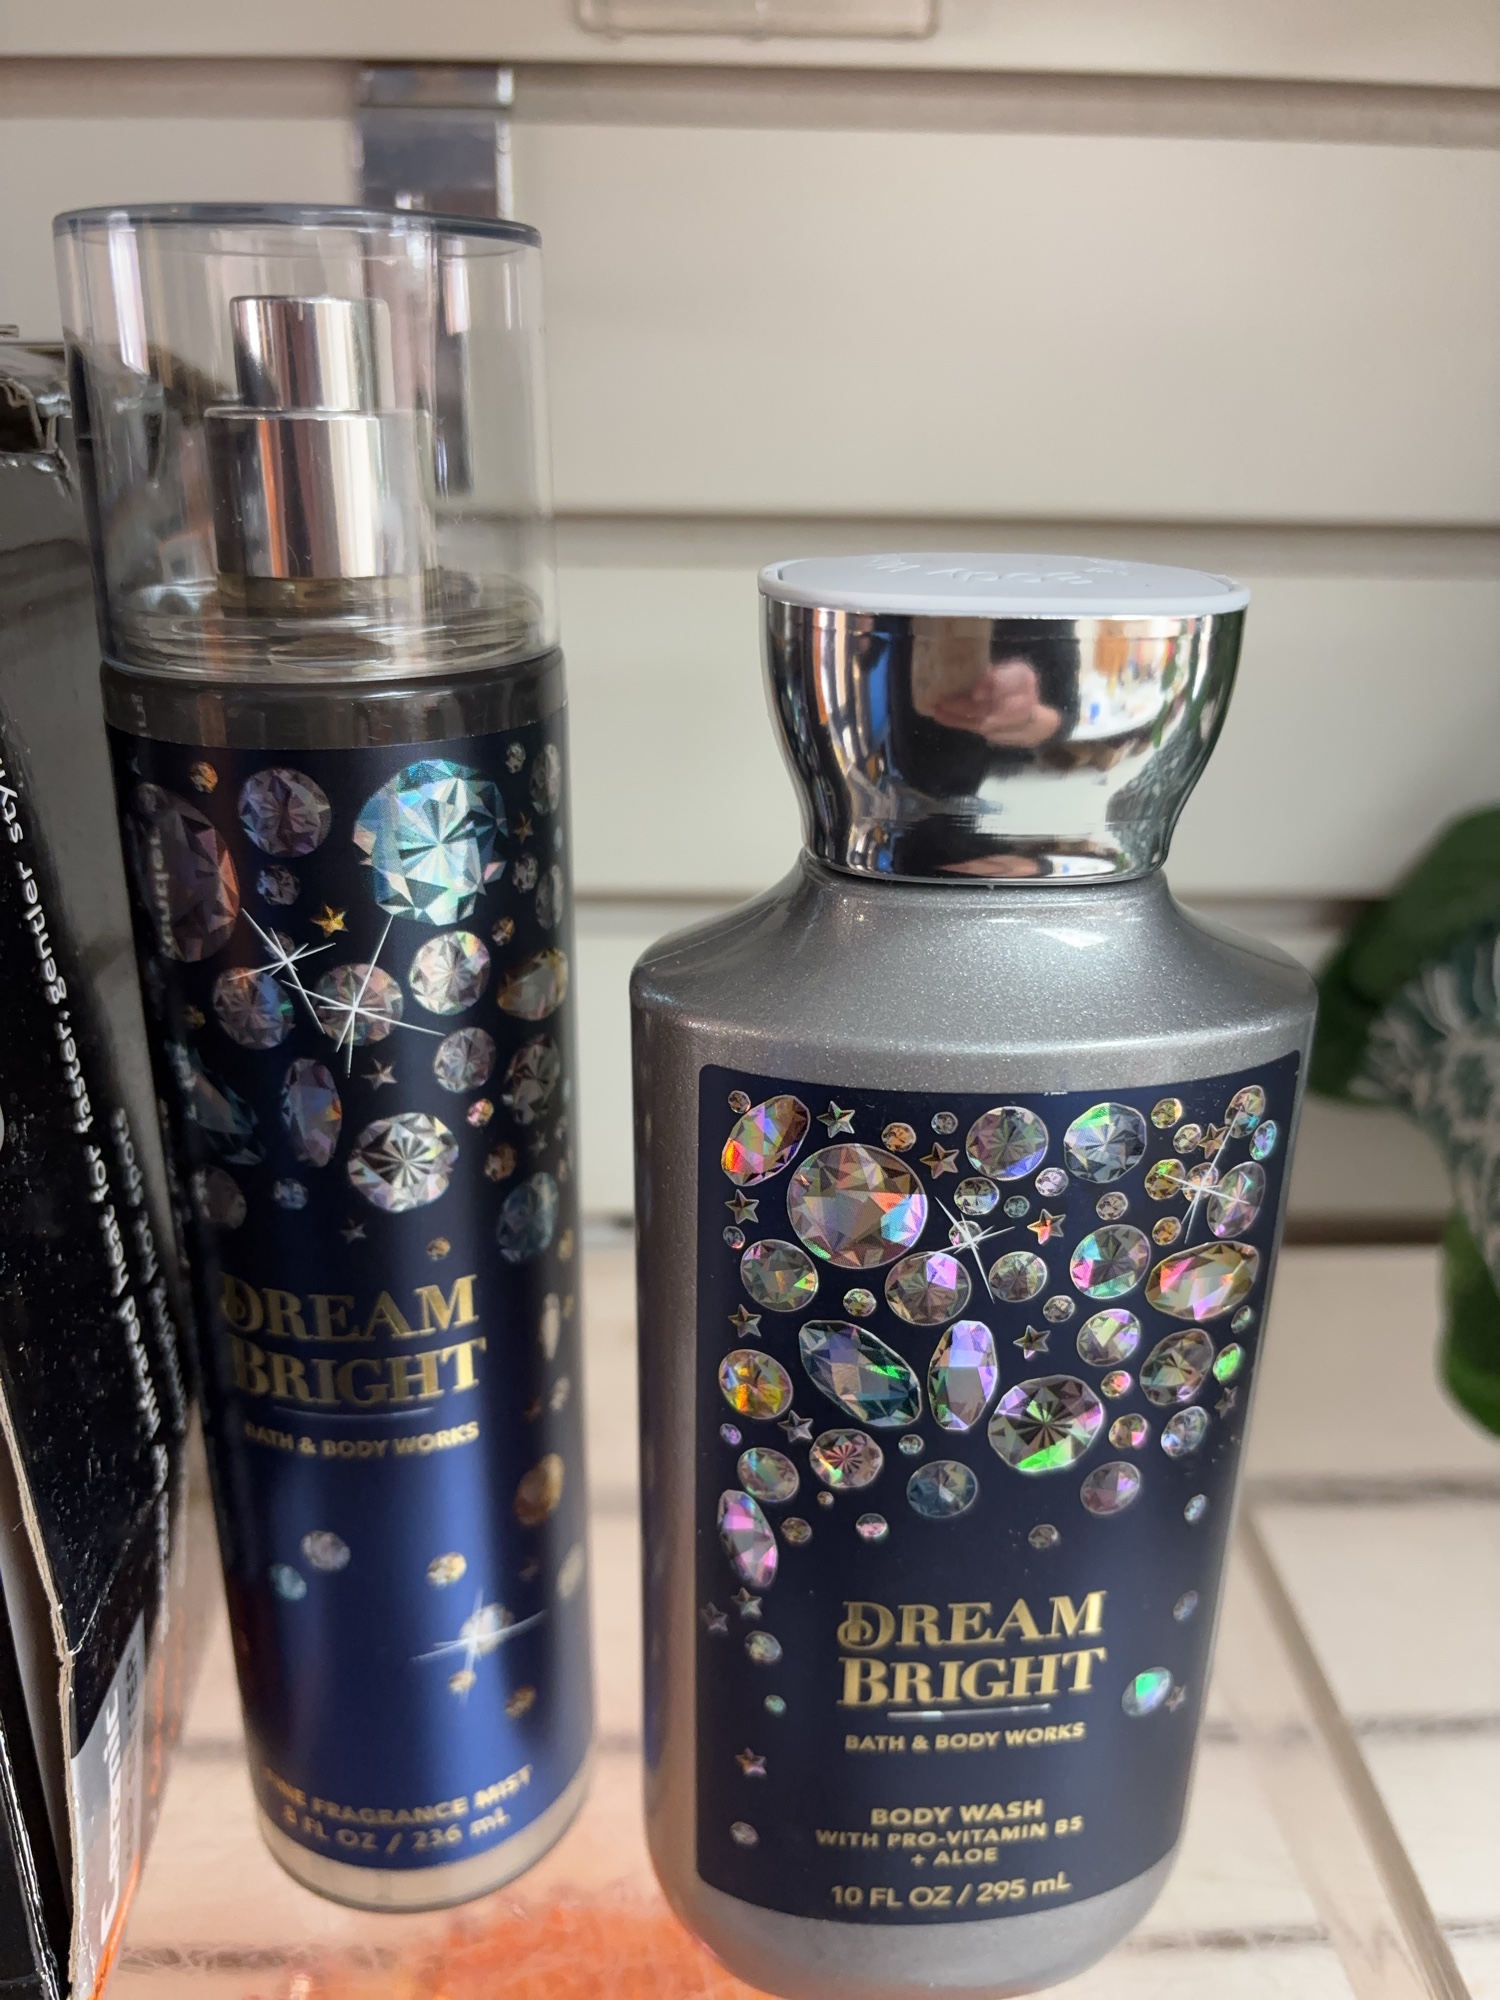 DREAM
BRIGHT
BATH & BODY WORKS
FINE FRAGRANCE MIST
8 FL OZ / 236 mL
DREAM
BRIGHT
BATH & BODY WORKS
BODY WASH
WITH PRO-VITAMIN B5
+ ALOE
10 FL OZ / 295 mL
infrared heat for faster, gentler
Ceramic